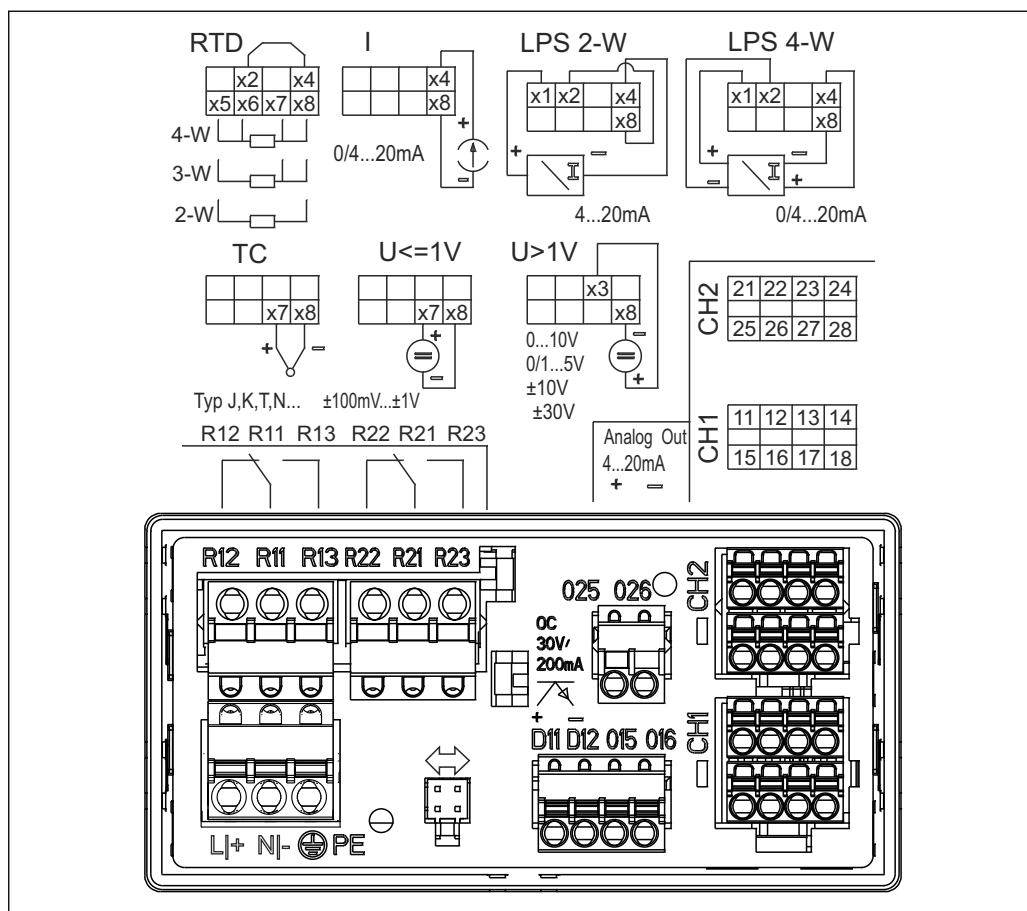 RTD I LPS 2-W LPS 4-W
x2 x4 x4 x1 x2 x4 x1 x2 x4
x5 x6 x7 x8 x8 x8 x8
4-W + + − + −
0/4...20mA
3-W − − +
2-W 4...20mA 0/4...20mA
TC U<=1V U>1V
CH2
21 22 23 24
25 26 27 28
x3
x7 x8 x7 x8 x8
+ − + − − +
0...10V
0/1...5V
±10V
±30V
Typ J,K,T,N... ±100mV...±1V
CH1
11 12 13 14
15 16 17 18
R12 R11 R13 R22 R21 R23
Analog Out
4...20mA
+ −
R12 R11 R13 R22 R21 R23
O25 O26
CH2
OC
30V
200mA
+ −
D11 D12 O15 O16
CH1
L|+ N|- PE